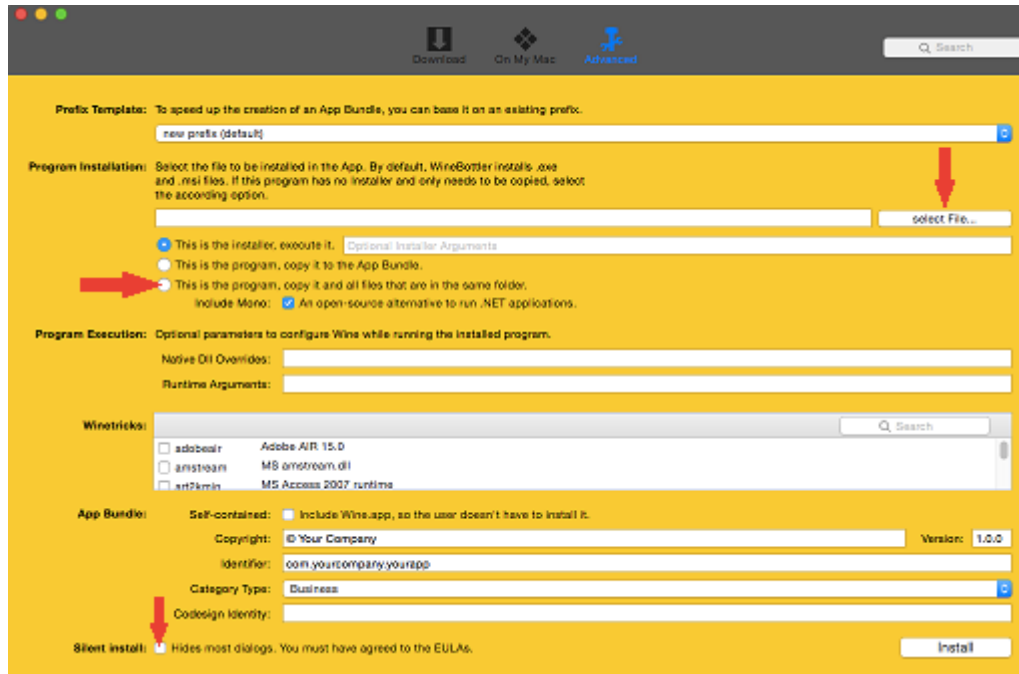 Download On My Mac Advanced Search
Prefix Template: To speed up the creation of an App Bundle, you can base it on an existing prefix.
new prefix (default)
Program Installation: Select the file to be installed in the App. By default, WineBottler installs .exe
and .msi files. If this program has no installer and only needs to be copied, select
the according option.
select File...
This is the installer, execute it. Optional Installer Arguments
This is the program, copy it to the App Bundle.
This is the program, copy it and all files that are in the same folder.
Include Mono: An open-source alternative to run .NET applications.
Program Execution: Optional parameters to configure Wine while running the installed program.
Native Dll Overrides:
Runtime Arguments:
Winetricks: Search
adobeair Adobe AIR 15.0
amstream MS amstream.dll
art2kmin MS Access 2007 runtime
App Bundle: Self-contained: Include Wine.app, so the user doesn't have to install it.
Copyright: © Your Company Version: 1.0.0
Identifier: com.yourcompany.yourapp
Category Type: Business
Codesign Identity:
Silent install: Hides most dialogs. You must have agreed to the EULAs. Install